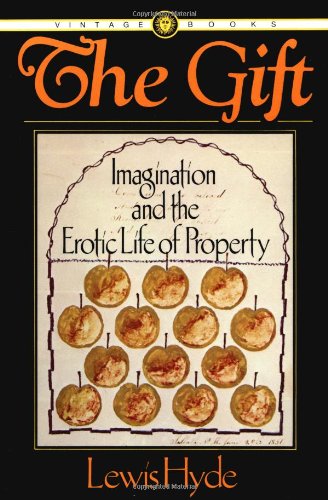 VINTAGE BOOKS
The Gift
Imagination
and the
Erotic Life of Property
Lewis Hyde